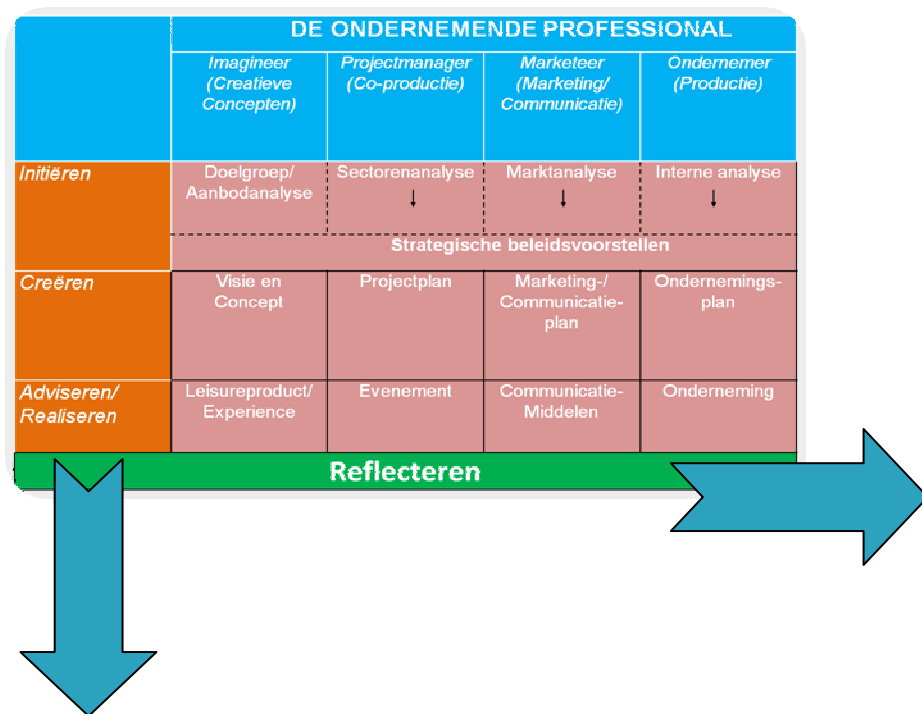 DE ONDERNEMENDE PROFESSIONAL
Imagineer
(Creatieve
Concepten)
Projectmanager
(Co-productie)
Marketeer
(Marketing/
Communicatie)
Ondernemer
(Productie)
Initiëren
Doelgroep/
Aanbodanalyse
Sectorenanalyse
Marktanalyse
Interne analyse
Strategische beleidsvoorstellen
Creëren
Visie en
Concept
Projectplan
Marketing-/
Communicatie-
plan
Ondernemings-
plan
Adviseren/
Realiseren
Leisureproduct/
Experience
Evenement
Communicatie-
Middelen
Onderneming
Reflecteren